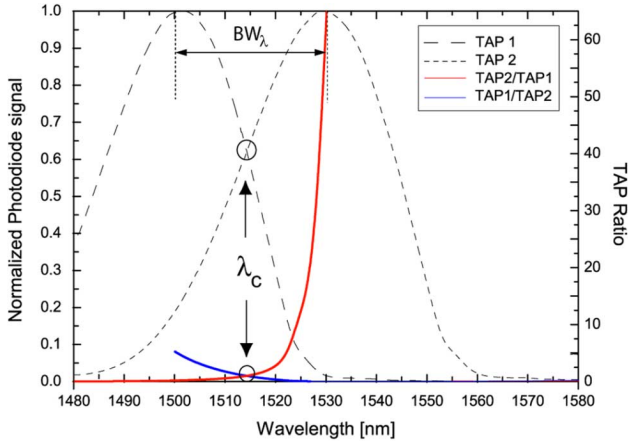 BWλ
TAP 1
TAP 2
TAP2/TAP1
TAP1/TAP2
λc
Normalized Photodiode signal
1.0
0.9
0.8
0.7
0.6
0.5
0.4
0.3
0.2
0.1
0.0
TAP Ratio
60
50
40
30
20
10
0
1480 1490 1500 1510 1520 1530 1540 1550 1560 1570 1580
Wavelength [nm]